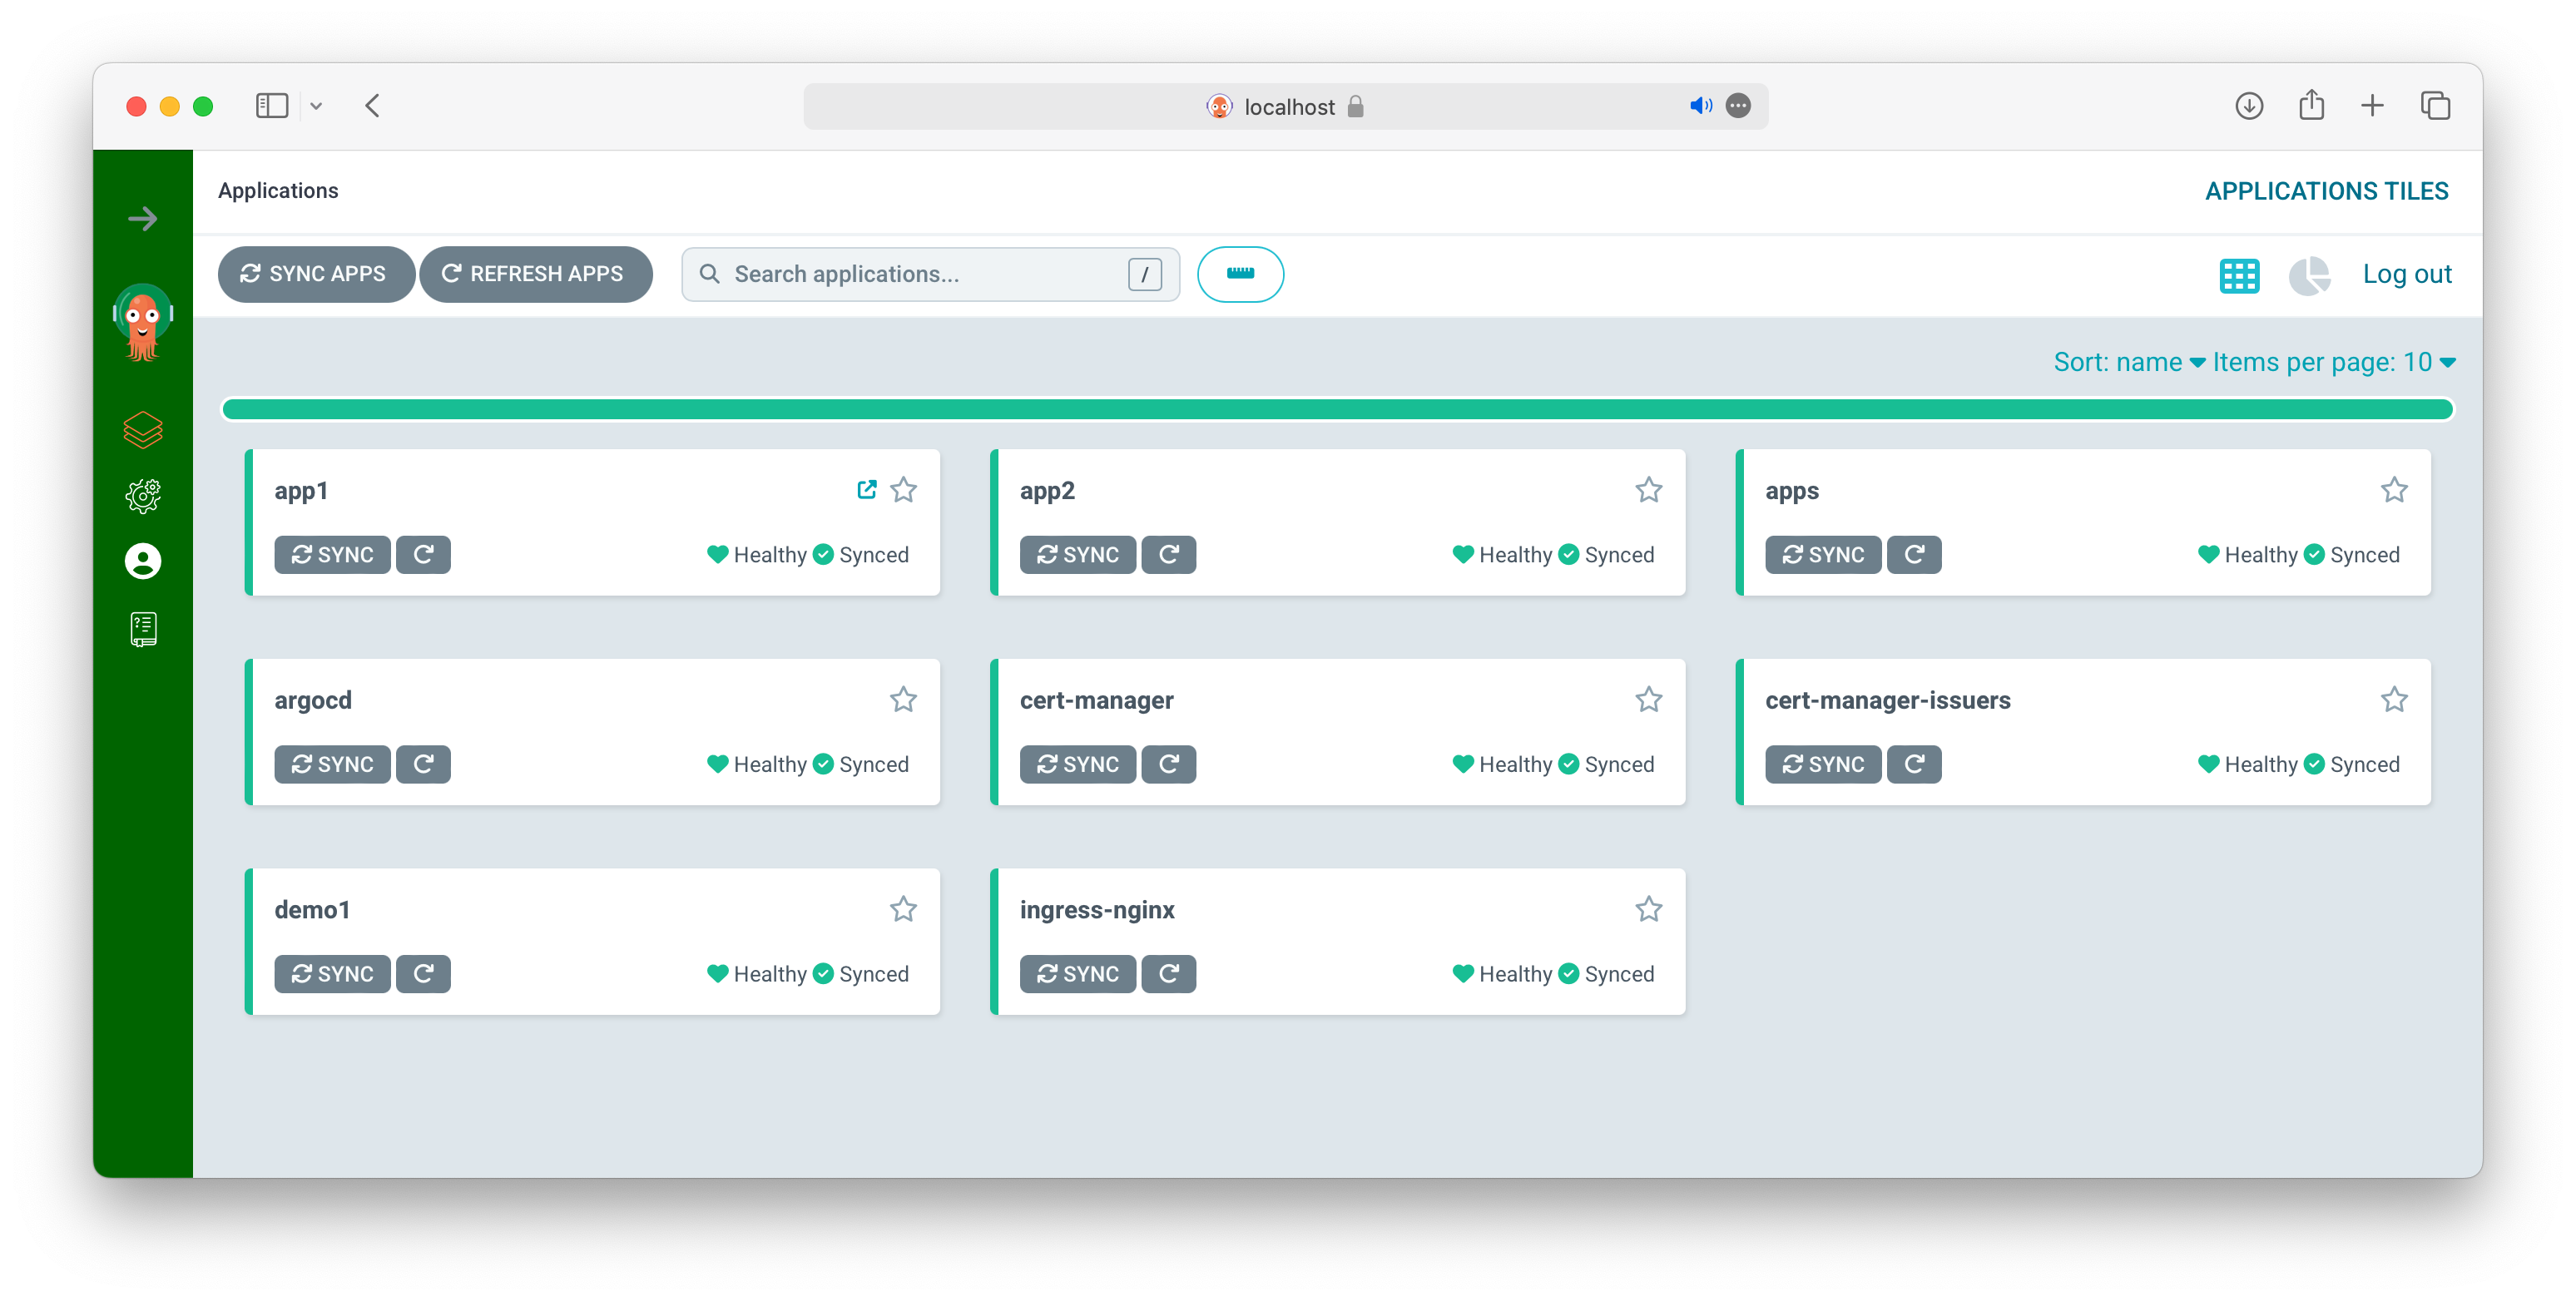 localhost
Applications
APPLICATIONS TILES
SYNC APPS
REFRESH APPS
Search applications...
/
Log out
Sort: name
Items per page: 10
app1
SYNC
Healthy
Synced
app2
SYNC
Healthy
Synced
apps
SYNC
Healthy
Synced
argocd
SYNC
Healthy
Synced
cert-manager
SYNC
Healthy
Synced
cert-manager-issuers
SYNC
Healthy
Synced
demo1
SYNC
Healthy
Synced
ingress-nginx
SYNC
Healthy
Synced